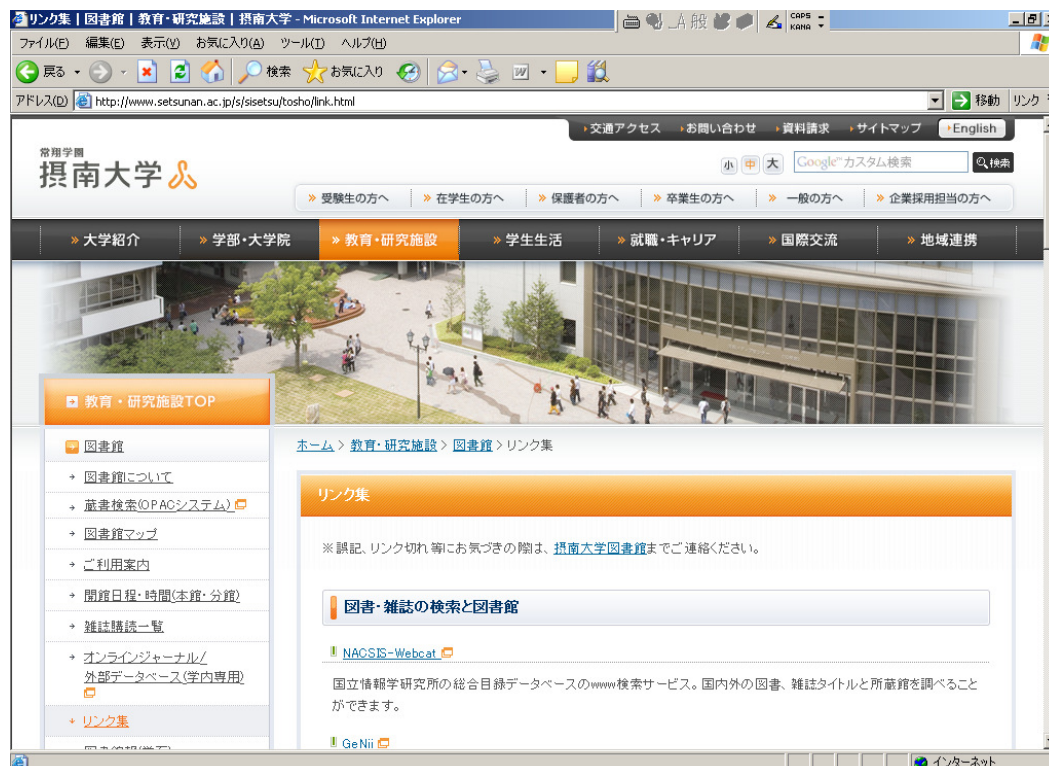 リンク集 | 図書館 | 教育・研究施設 | 摂南大学 - Microsoft Internet Explorer
A 般
CAPS
KANA
ファイル(F) 編集(E) 表示(V) お気に入り(A) ツール(T) ヘルプ(H)
戻る 検索 お気に入り
アドレス(D) http://www.setsunan.ac.jp/s/sisetsu/tosho/link.html 移動 リンク
交通アクセス お問い合わせ 資料請求 サイトマップ English
常翔学園
摂南大学
小 中 大 Google™カスタム検索 検索
» 受験生の方へ » 在学生の方へ » 保護者の方へ » 卒業生の方へ » 一般の方へ » 企業採用担当の方へ
» 大学紹介 » 学部・大学院 » 教育・研究施設 » 学生生活 » 就職・キャリア » 国際交流 » 地域連携
教育・研究施設TOP
図書館
図書館について
蔵書検索(OPACシステム)
図書館マップ
ご利用案内
開館日程・時間(本館・分館)
雑誌購読一覧
オンラインジャーナル/
外部データベース(学内専用)
リンク集
ホーム > 教育・研究施設 > 図書館 > リンク集
リンク集
※誤記、リンク切れ等にお気づきの際は、摂南大学図書館までご連絡ください。
図書・雑誌の検索と図書館
NACSIS-Webcat
国立情報学研究所の総合目録データベースのwww検索サービス。国内外の図書、雑誌タイトルと所蔵館を調べること
ができます。
GeNii
インターネット